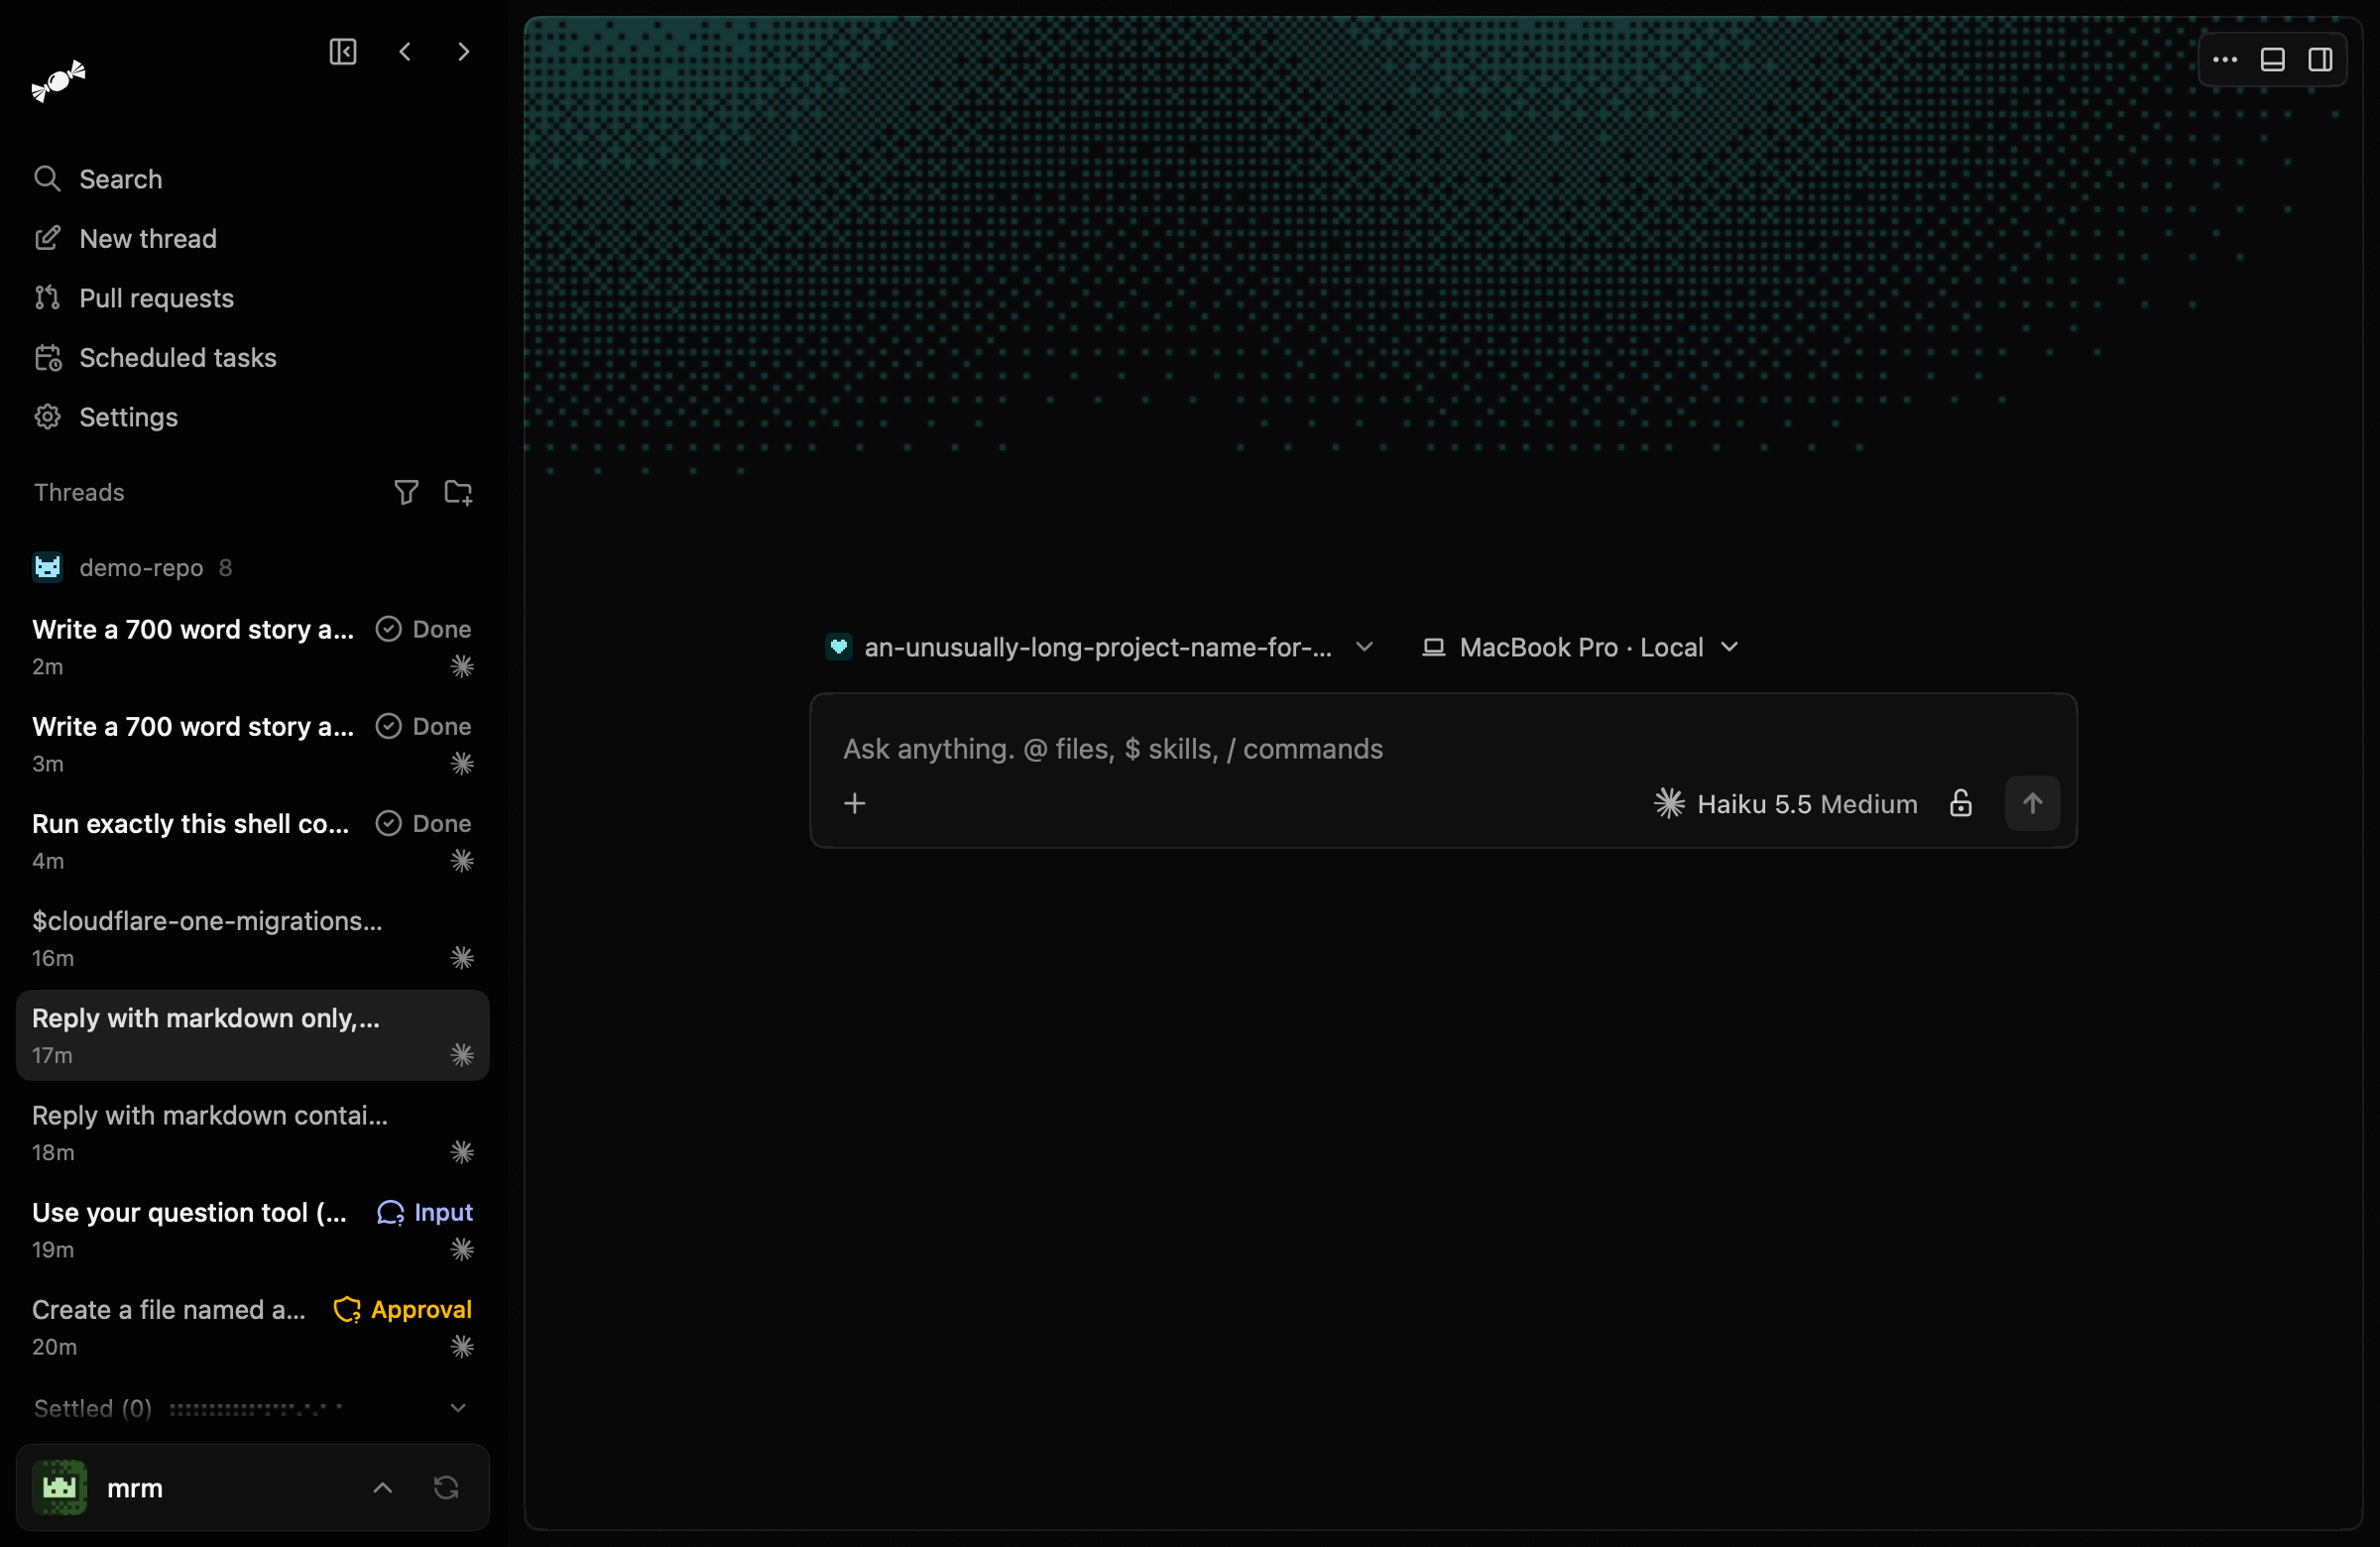 Search
New thread
Pull requests
Scheduled tasks
Settings
Threads
demo-repo 8
Write a 700 word story a... Done
2m
Write a 700 word story a... Done
3m
Run exactly this shell co... Done
4m
$cloudflare-one-migrations...
16m
Reply with markdown only,...
17m
Reply with markdown contai...
18m
Use your question tool (... Input
19m
Create a file named a... Approval
20m
Settled (0)
mrm
an-unusually-long-project-name-for-... MacBook Pro · Local
Ask anything. @ files, $ skills, / commands
Haiku 5.5 Medium